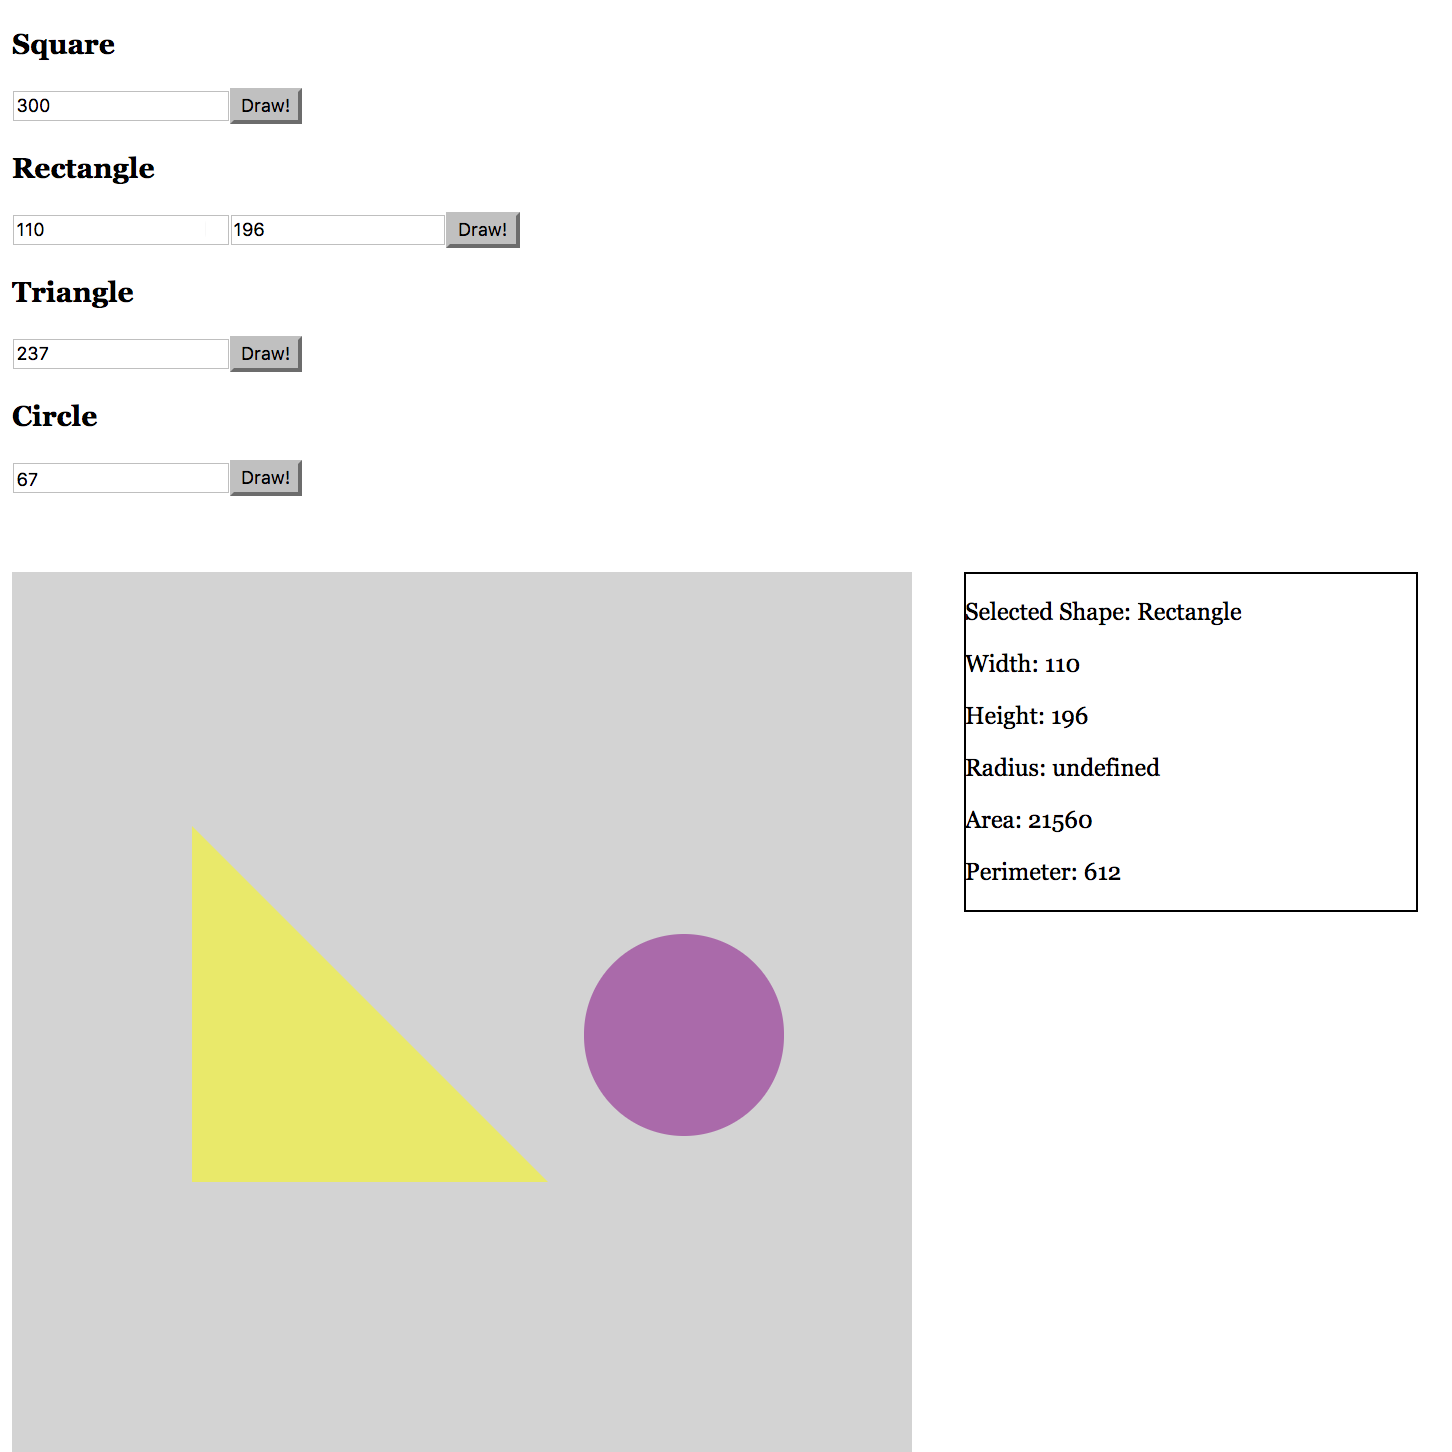 Square
300 Draw!
Rectangle
110 196 Draw!
Triangle
237 Draw!
Circle
67 Draw!
Selected Shape: Rectangle
Width: 110
Height: 196
Radius: undefined
Area: 21560
Perimeter: 612